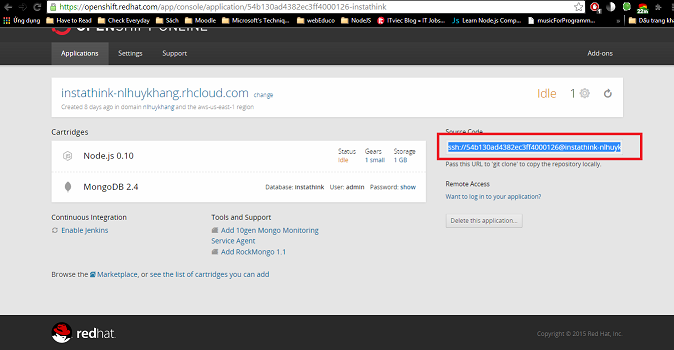 https://openshift.redhat.com/app/console/application/54b130ad4382ec3ff4000126-instathink
Ứng dụng Have to Read Check Everyday Sách Moodle Microsoft's Techniq... webEduco NodeJS ITviec Blog » IT Jobs... Learn Node.js Comp... musicForProgramm... » Dấu trang kh
OPENSHIFT ONLINE
Applications Settings Support Add-ons
instathink-nlhuykhang.rhcloud.com change Idle 1
Created 8 days ago in domain nlhuykhang and the aws-us-east-1 region
Cartridges
Source Code
Status Gears Storage
Node.js 0.10 Idle 1 small 1 GB
ssh://54b130ad4382ec3ff4000126@instathink-nlhuyk
Pass this URL to 'git clone' to copy the repository locally.
MongoDB 2.4 Database: instathink User: admin Password: show
Remote Access
Want to log in to your application?
Delete this application...
Continuous Integration
Enable Jenkins
Tools and Support
Add 10gen Mongo Monitoring
Service Agent
Add RockMongo 1.1
Browse the Marketplace, or see the list of cartridges you can add
redhat. Copyright © 2015 Red Hat, Inc.